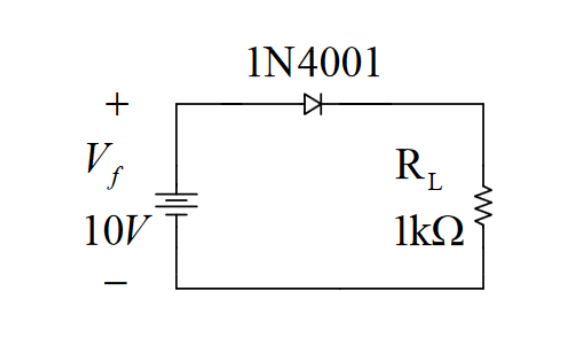 1N4001
+
V_f
10V
−
R_L
1kΩ